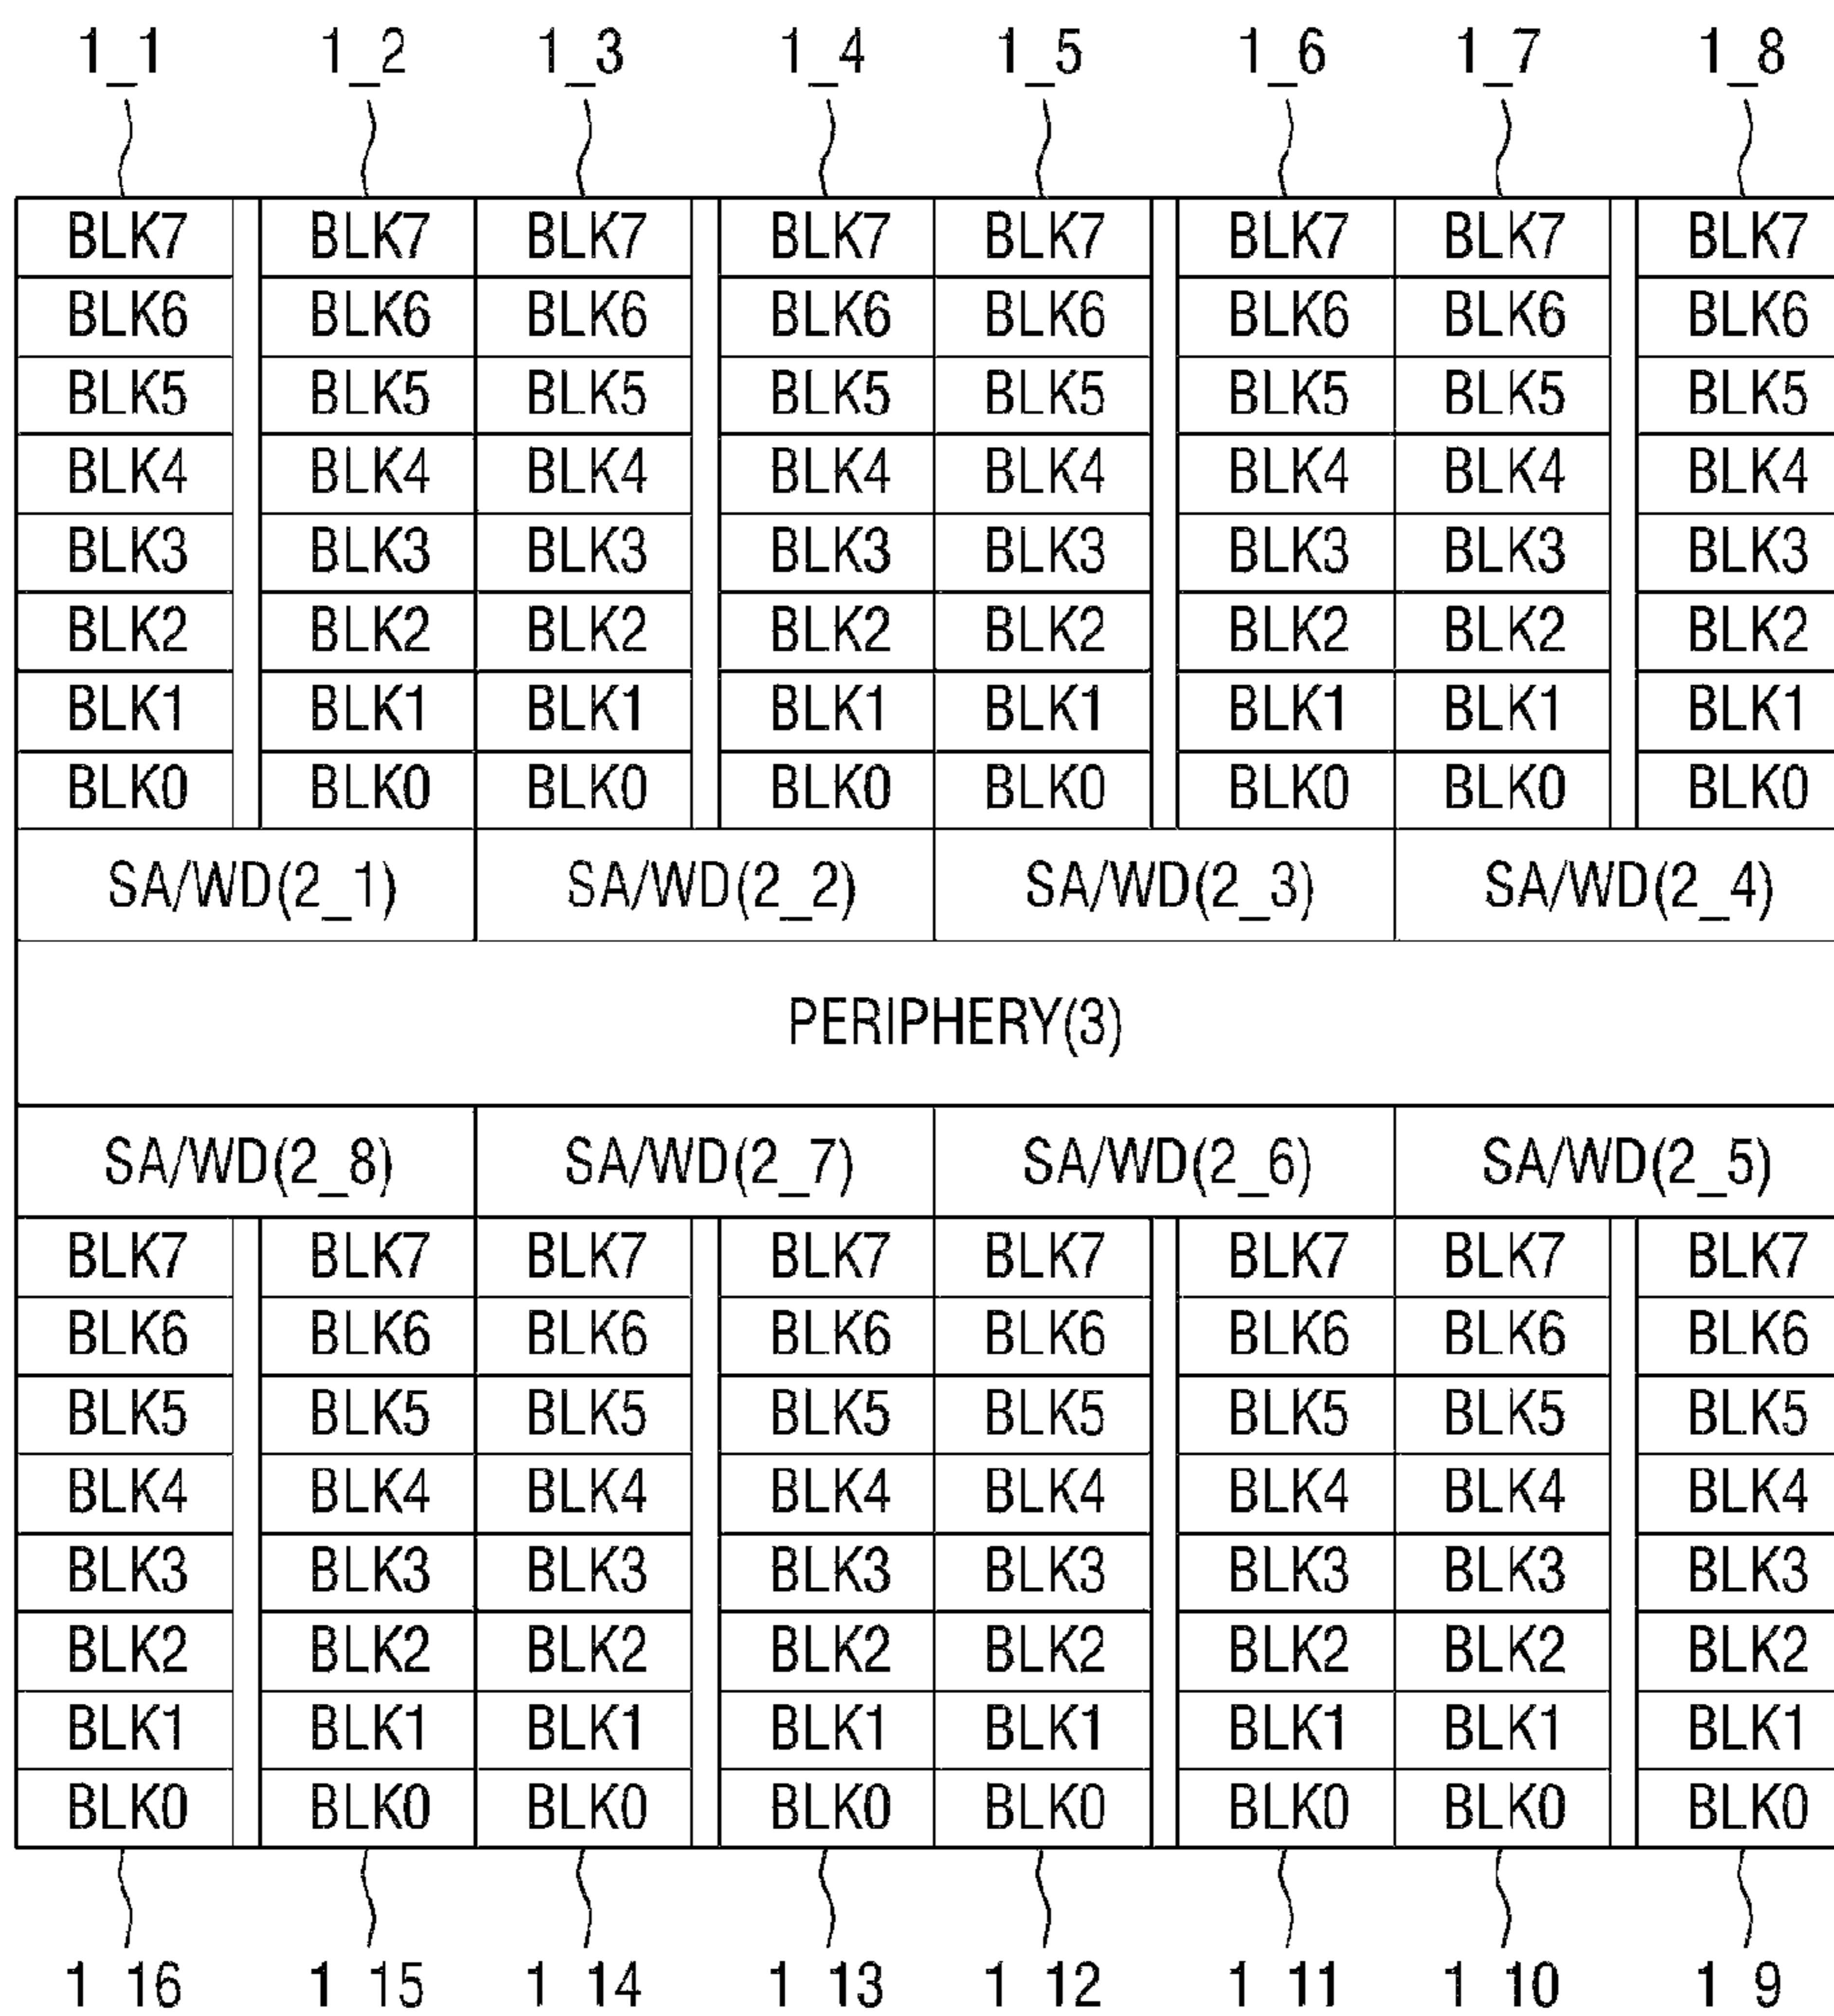 1_1 1_2 1_3 1_4 1_5 1_6 1_7 1_8
BLK7 BLK7 BLK7 BLK7 BLK7 BLK7 BLK7 BLK7
BLK6 BLK6 BLK6 BLK6 BLK6 BLK6 BLK6 BLK6
BLK5 BLK5 BLK5 BLK5 BLK5 BLK5 BLK5 BLK5
BLK4 BLK4 BLK4 BLK4 BLK4 BLK4 BLK4 BLK4
BLK3 BLK3 BLK3 BLK3 BLK3 BLK3 BLK3 BLK3
BLK2 BLK2 BLK2 BLK2 BLK2 BLK2 BLK2 BLK2
BLK1 BLK1 BLK1 BLK1 BLK1 BLK1 BLK1 BLK1
BLK0 BLK0 BLK0 BLK0 BLK0 BLK0 BLK0 BLK0
SA/WD(2_1) SA/WD(2_2) SA/WD(2_3) SA/WD(2_4)
PERIPHERY(3)
SA/WD(2_8) SA/WD(2_7) SA/WD(2_6) SA/WD(2_5)
BLK7 BLK7 BLK7 BLK7 BLK7 BLK7 BLK7 BLK7
BLK6 BLK6 BLK6 BLK6 BLK6 BLK6 BLK6 BLK6
BLK5 BLK5 BLK5 BLK5 BLK5 BLK5 BLK5 BLK5
BLK4 BLK4 BLK4 BLK4 BLK4 BLK4 BLK4 BLK4
BLK3 BLK3 BLK3 BLK3 BLK3 BLK3 BLK3 BLK3
BLK2 BLK2 BLK2 BLK2 BLK2 BLK2 BLK2 BLK2
BLK1 BLK1 BLK1 BLK1 BLK1 BLK1 BLK1 BLK1
BLK0 BLK0 BLK0 BLK0 BLK0 BLK0 BLK0 BLK0
1 16 1 15 1 14 1 13 1 12 1 11 1 10 1 9